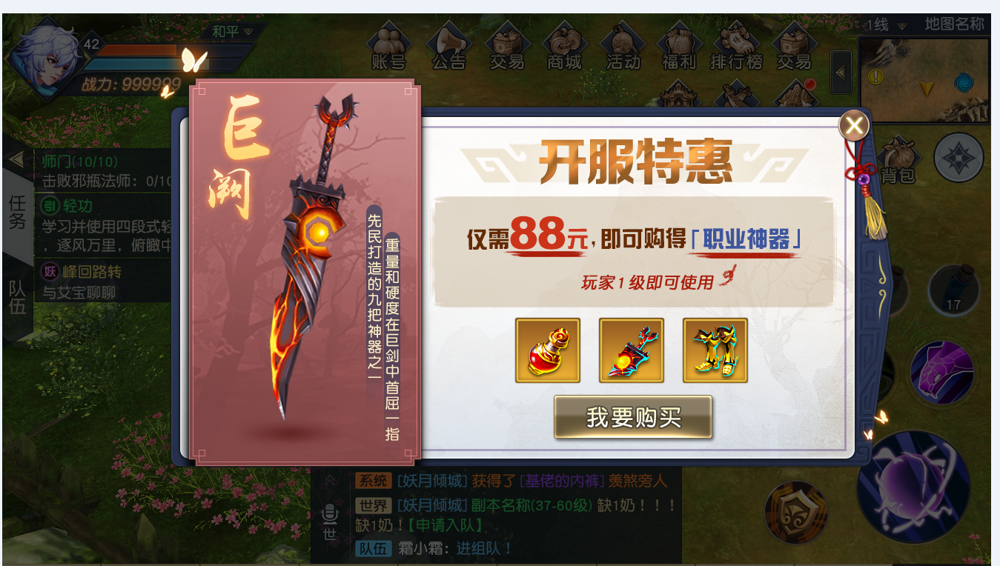 42
和平
战力: 999999
账号
公告
交易
商城
活动
福利
排行榜
交易
1线
地图名称
背包
17
任务
队伍
师门(10/10)
击败邪瓶法师: 0/10
引 轻功
学习并使用四段式轻
，逐风万里，俯瞰中
妖 峰回路转
与艾宝聊聊
巨阙
重量和硬度在巨剑中首屈一指
先民打造的九把神器之一
开服特惠
仅需88元,即可购得「职业神器」
玩家1级即可使用
我要购买
系统 [妖月倾城] 获得了 [基佬的内裤] 羡煞旁人
世界 [妖月倾城] 副本名称(37-60级) 缺1奶！！！
缺1奶！【申请入队】
世
队伍 霜小霜: 进组队！